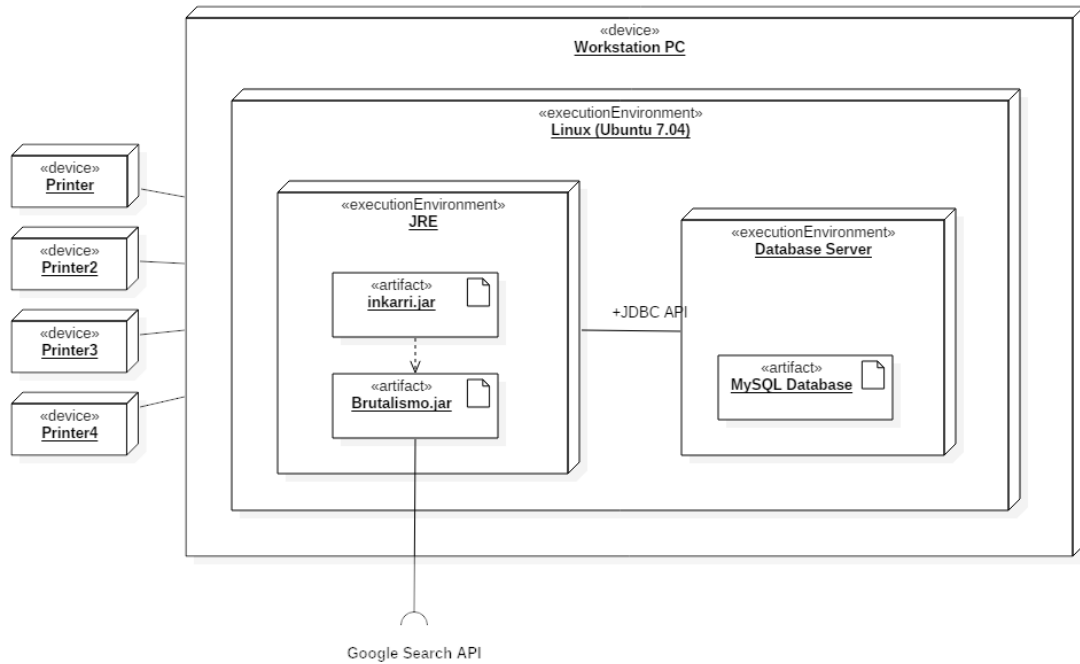 «device»
Workstation PC
«executionEnvironment»
Linux (Ubuntu 7.04)
«device»
Printer
«device»
Printer2
«device»
Printer3
«device»
Printer4
«executionEnvironment»
JRE
«artifact»
inkarri.jar
«artifact»
Brutalismo.jar
+JDBC API
«executionEnvironment»
Database Server
«artifact»
MySQL Database
Google Search API